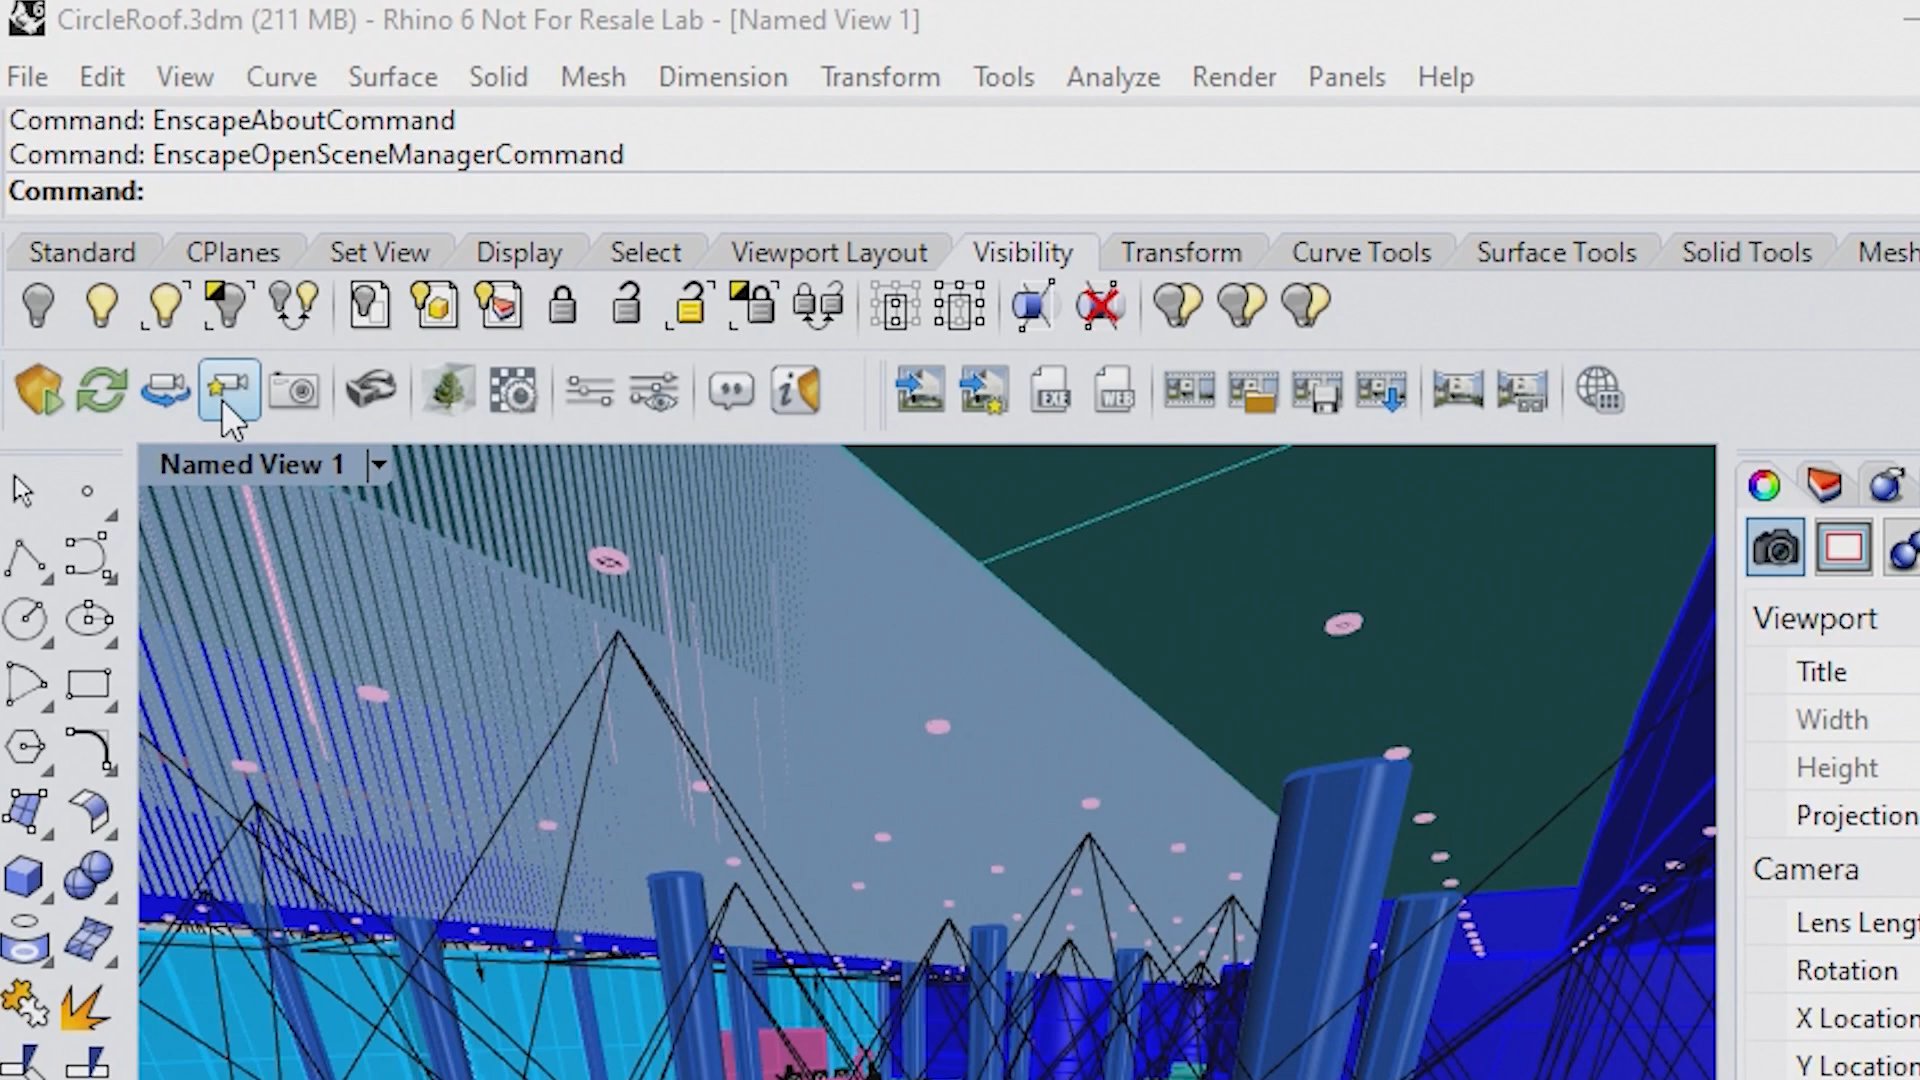 CircleRoof.3dm (211 MB) - Rhino 6 Not For Resale Lab - [Named View 1]
File Edit View Curve Surface Solid Mesh Dimension Transform Tools Analyze Render Panels Help
Command: EnscapeAboutCommand
Command: EnscapeOpenSceneManagerCommand
Command:
Standard CPlanes Set View Display Select Viewport Layout Visibility Transform Curve Tools Surface Tools Solid Tools Mesh
EXE WEB
Named View 1
Viewport
Title
Width
Height
Projection
Camera
Lens Leng
Rotation
X Location
Y Location